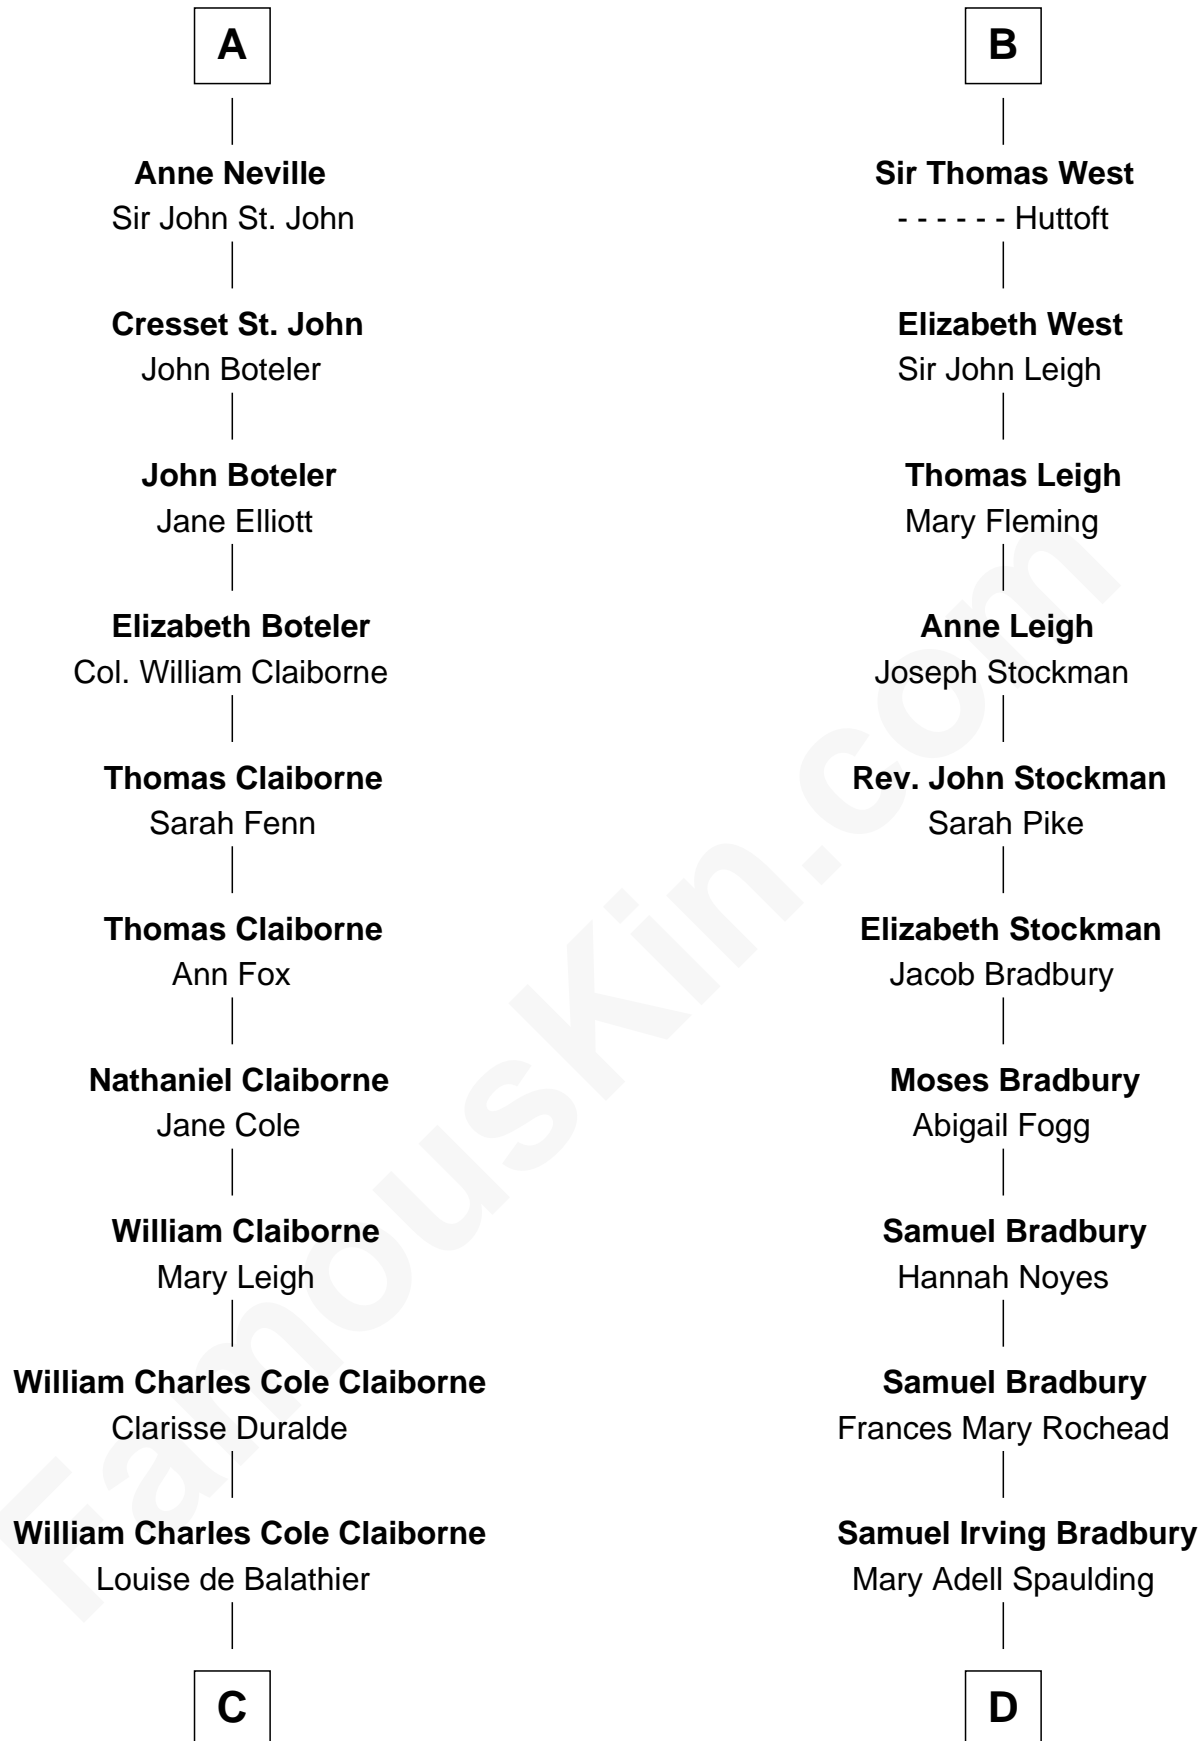 A
Anne Neville
Sir John St. John
Cresset St. John
John Boteler
John Boteler
Jane Elliott
Elizabeth Boteler
Col. William Claiborne
Thomas Claiborne
Sarah Fenn
Thomas Claiborne
Ann Fox
Nathaniel Claiborne
Jane Cole
William Claiborne
Mary Leigh
William Charles Cole Claiborne
Clarisse Duralde
William Charles Cole Claiborne
Louise de Balathier
C
B
Sir Thomas West
- - - - - - Huttoft
Elizabeth West
Sir John Leigh
Thomas Leigh
Mary Fleming
Anne Leigh
Joseph Stockman
Rev. John Stockman
Sarah Pike
Elizabeth Stockman
Jacob Bradbury
Moses Bradbury
Abigail Fogg
Samuel Bradbury
Hannah Noyes
Samuel Bradbury
Frances Mary Rochead
Samuel Irving Bradbury
Mary Adell Spaulding
D
FamousKin.com